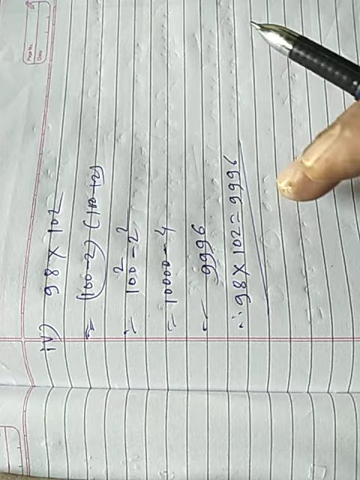 iv) 98 × 102
= (100-2) (100+2)
= 100² - 2²
= 10000 - 4
= 9996
∴ 98 × 102 = 9996